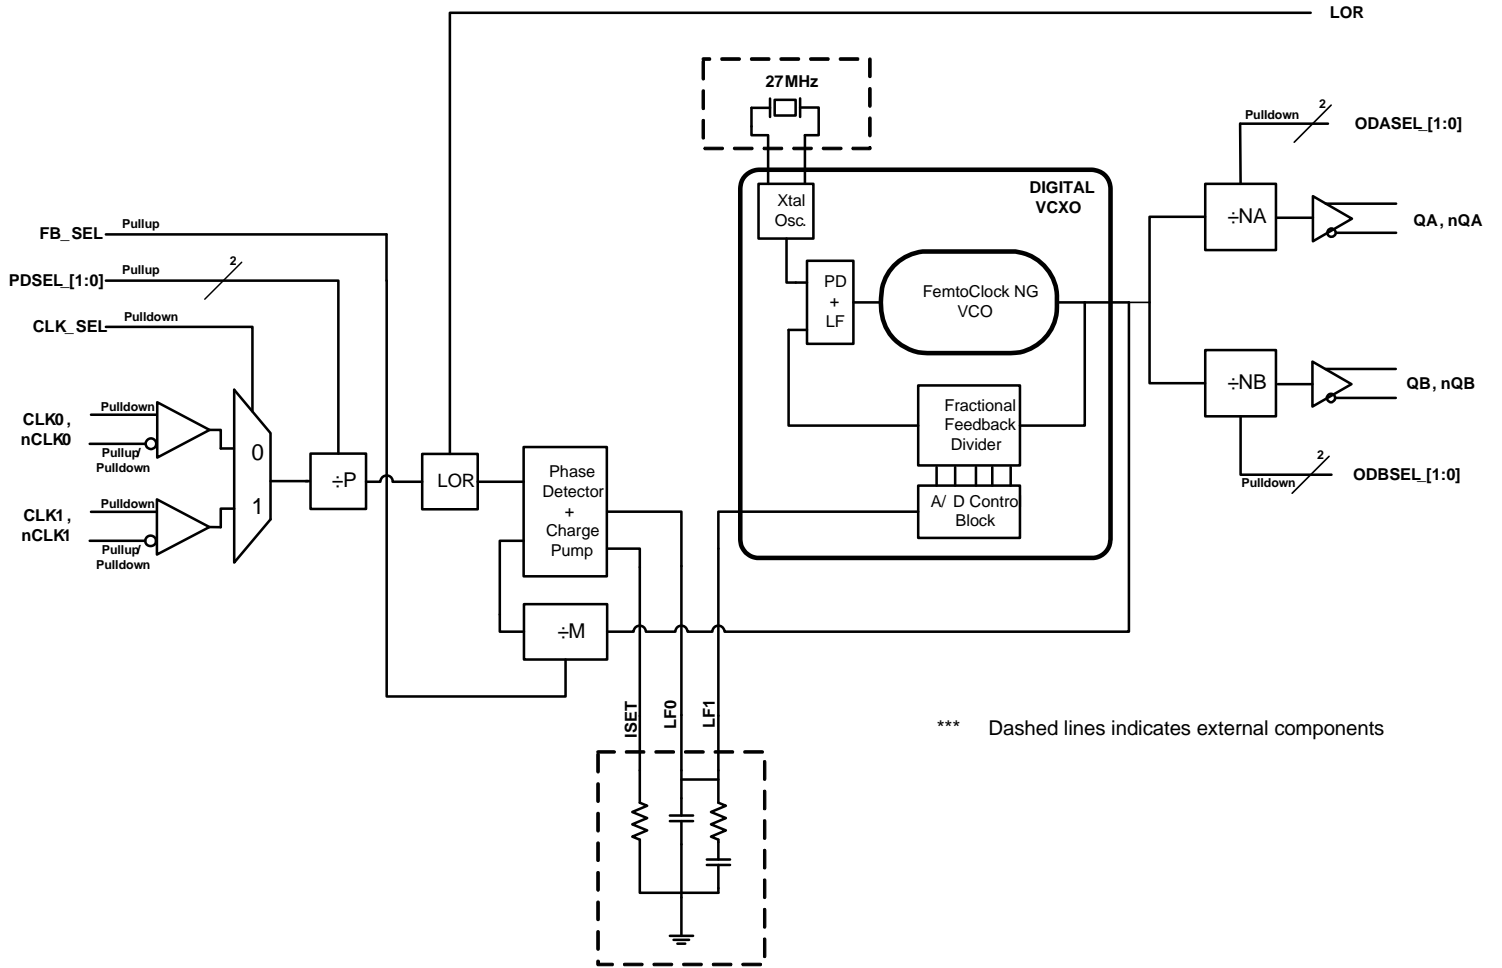 LOR
27MHz
Pulldown
2
ODASEL_[1:0]
DIGITAL
VCXO
Xtal
Osc.
÷NA
QA, nQA
FB_SEL
Pullup
PDSEL_[1:0]
Pullup
2
PD
+
LF
FemtoClock NG
VCO
CLK_SEL
Pulldown
÷NB
QB, nQB
CLK0,
nCLK0
Pulldown
Pullup/
Pulldown
0
1
Fractional
Feedback
Divider
Pulldown
2
ODBSEL_[1:0]
÷P
LOR
Phase
Detector
+
Charge
Pump
A/ D Contro
Block
CLK1,
nCLK1
Pulldown
Pullup/
Pulldown
÷M
ISET
LF0
LF1
*** Dashed lines indicates external components